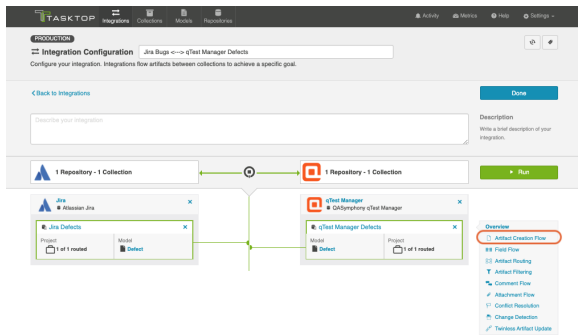 TASKTOP
Integrations
Collections
Models
Repositories
Activity
Metrics
Help
Settings
PRODUCTION
Integration Configuration
Jira Bugs <---> qTest Manager Defects
Configure your integration. Integrations flow artifacts between collections to achieve a specific goal.
Back to Integrations
Done
Describe your integration
Description
Write a brief description of your
integration.
1 Repository - 1 Collection
1 Repository - 1 Collection
Run
Jira
Atlassian Jira
qTest Manager
QASymphony qTest Manager
Jira Defects
Project
1 of 1 routed
Model
Defect
qTest Manager Defects
Model
Defect
Project
1 of 1 routed
Overview
Artifact Creation Flow
Field Flow
Artifact Routing
Artifact Filtering
Comment Flow
Attachment Flow
Conflict Resolution
Change Detection
Twinless Artifact Update